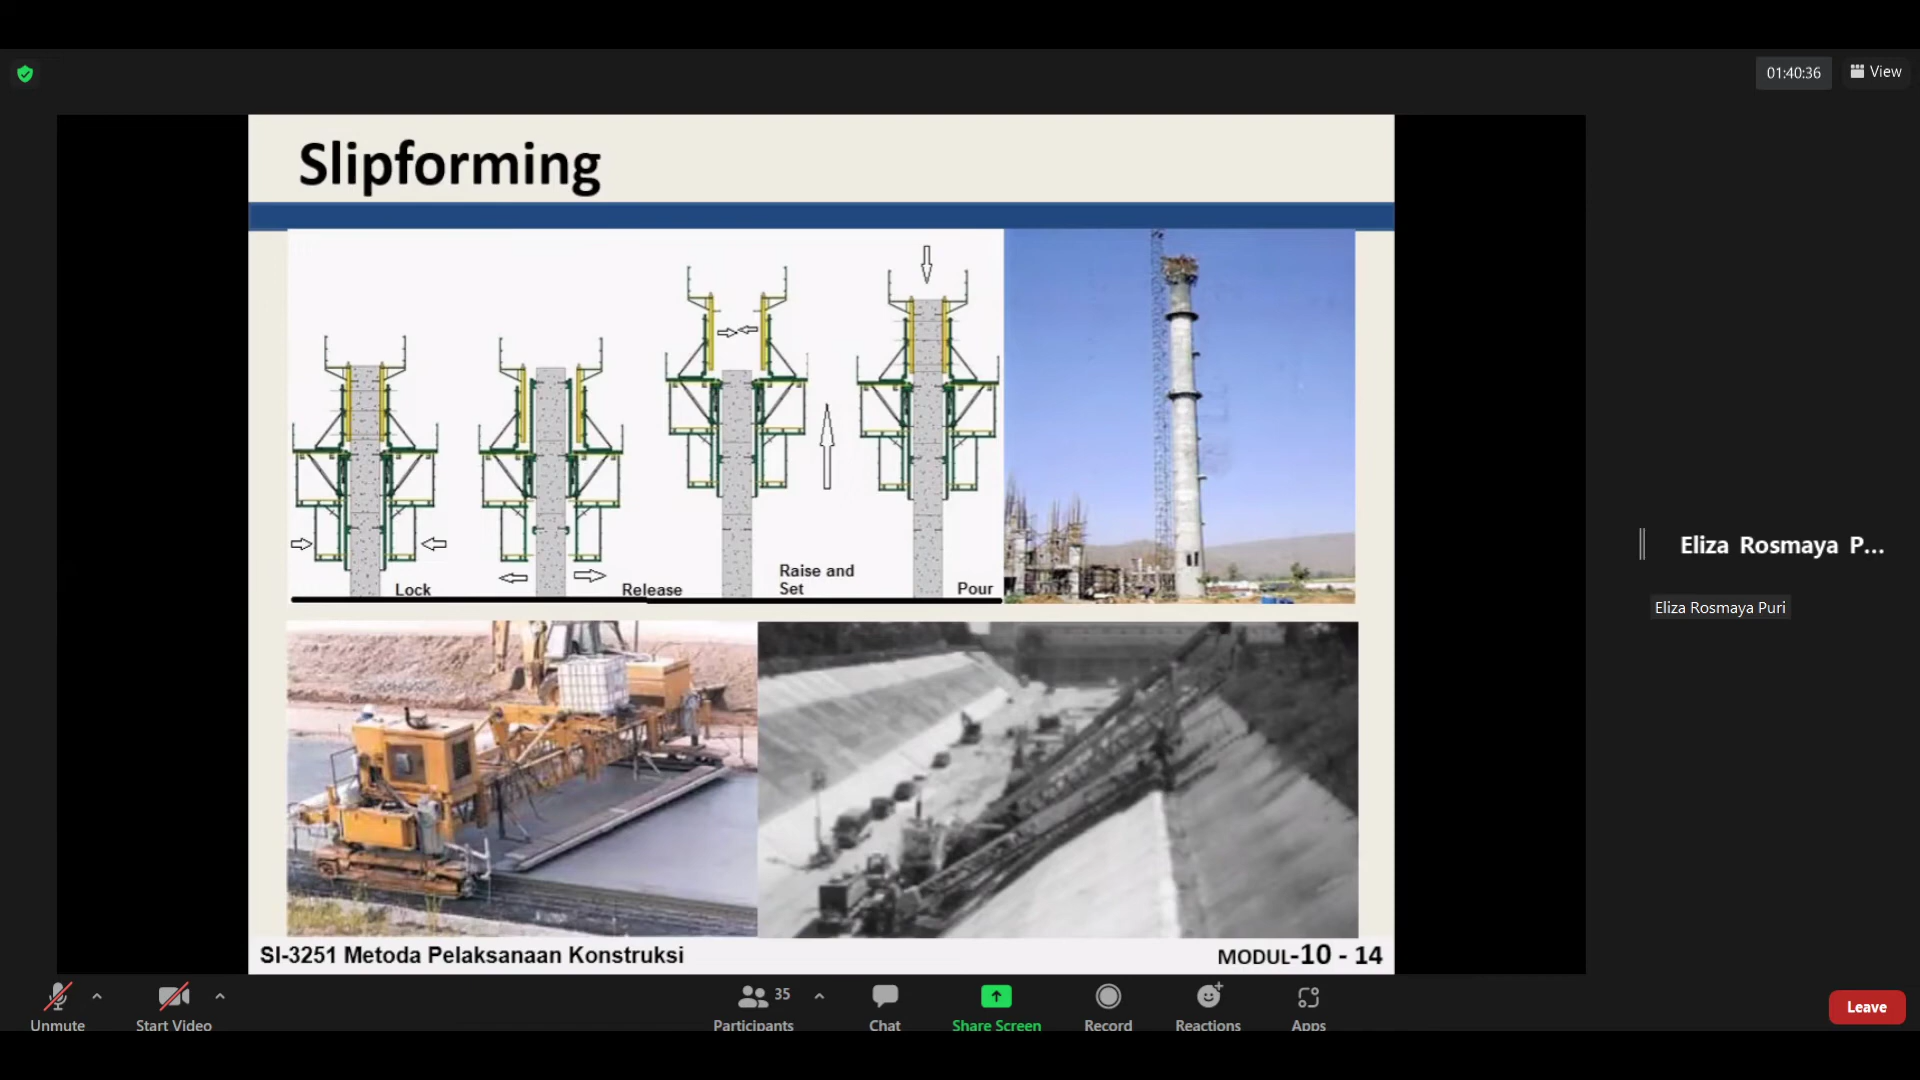 01:40:36
View
Slipforming
Lock
Release
Raise and
Set
Pour
SI-3251 Metoda Pelaksanaan Konstruksi
MODUL-10 - 14
Eliza Rosmaya P...
Eliza Rosmaya Puri
35
Unmute
Start Video
Participants
Chat
Share Screen
Record
Reactions
Apps
Leave